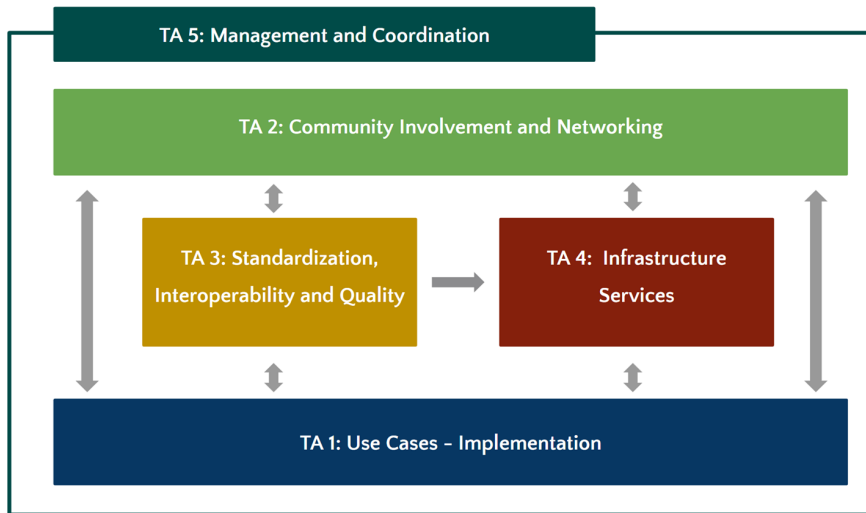 TA 5: Management and Coordination
TA 2: Community Involvement and Networking
TA 3: Standardization,
Interoperability and Quality
TA 4: Infrastructure
Services
TA 1: Use Cases – Implementation